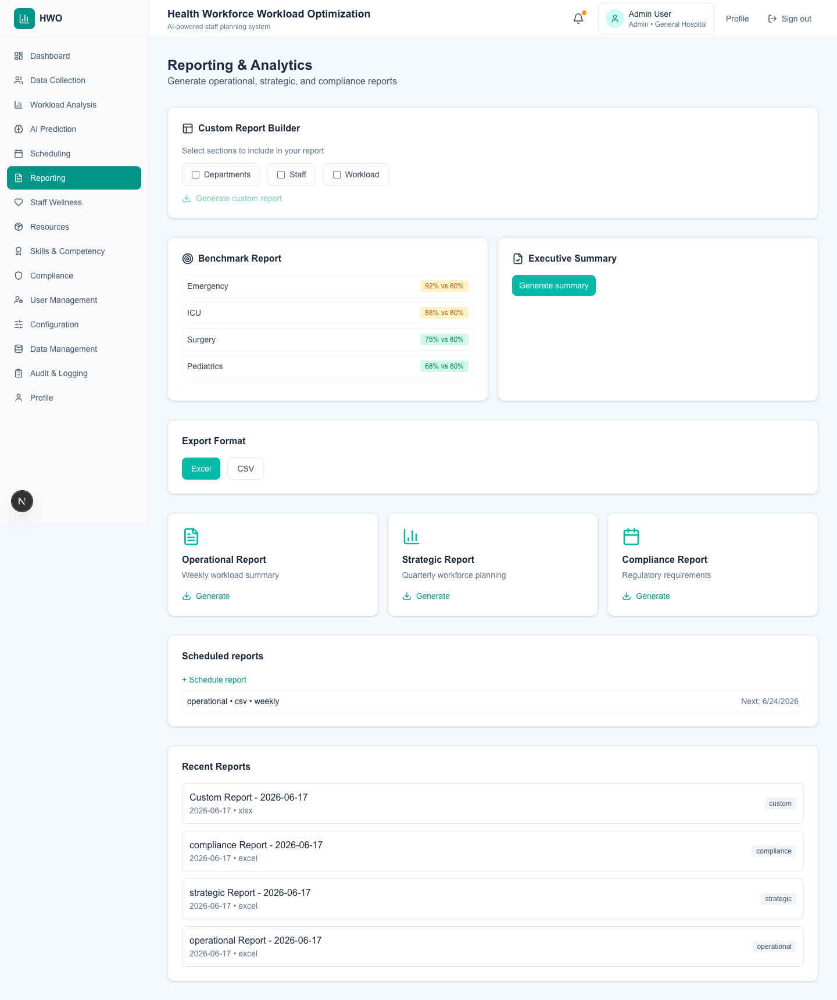 HWO
Dashboard
Data Collection
Workload Analysis
AI Prediction
Scheduling
Reporting
Staff Wellness
Resources
Skills & Competency
Compliance
User Management
Configuration
Data Management
Audit & Logging
Profile
N
Health Workforce Workload Optimization
AI-powered staff planning system
Admin User
Admin • General Hospital
Profile
Sign out
Reporting & Analytics
Generate operational, strategic, and compliance reports
Custom Report Builder
Select sections to include in your report
Departments
Staff
Workload
Generate custom report
Benchmark Report
Emergency
92% vs 80%
ICU
88% vs 80%
Surgery
75% vs 80%
Pediatrics
68% vs 80%
Executive Summary
Generate summary
Export Format
Excel
CSV
Operational Report
Weekly workload summary
Generate
Strategic Report
Quarterly workforce planning
Generate
Compliance Report
Regulatory requirements
Generate
Scheduled reports
+ Schedule report
operational • csv • weekly
Next: 6/24/2026
Recent Reports
Custom Report - 2026-06-17
2026-06-17 • xlsx
custom
compliance Report - 2026-06-17
2026-06-17 • excel
compliance
strategic Report - 2026-06-17
2026-06-17 • excel
strategic
operational Report - 2026-06-17
2026-06-17 • excel
operational